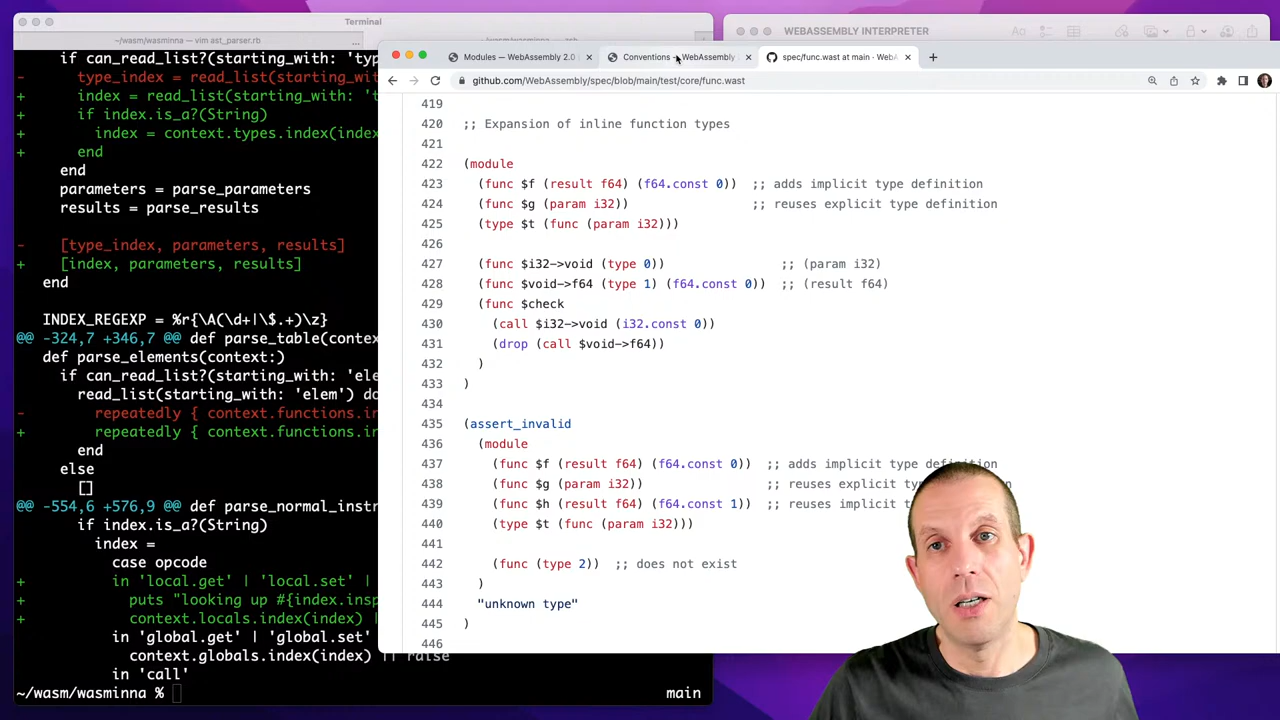 Terminal
~/wasm/wasminna — vim ast_parser.rb
...
if can_read_list?(starting_with: 'typ
- type_index = read_list(starting_with:
+ index = read_list(starting_with: 't
+ if index.is_a?(String)
+ index = context.types.index(index
+ end
end
parameters = parse_parameters
results = parse_results
- [type_index, parameters, results]
+ [index, parameters, results]
end
INDEX_REGEXP = %r{\A(\d+|\$.+)\z}
@@ -324,7 +346,7 @@ def parse_table(contex
def parse_elements(context:)
if can_read_list?(starting_with: 'ele
read_list(starting_with: 'elem') do
- repeatedly { context.functions.in
+ repeatedly { context.functions.in
end
else
[]
@@ -554,6 +576,9 @@ def parse_normal_instr
if index.is_a?(String)
index =
case opcode
+ in 'local.get' | 'local.set' |
+ puts "looking up #{index.insp
+ context.locals.index(index) |
in 'global.get' | 'global.set'
context.globals.index(index) || raise
in 'call'
~/wasm/wasminna % main
WEBASSEMBLY INTERPRETER
Modules — WebAssembly 2.0
Conventions — WebAssembly
spec/func.wast at main · WebA
github.com/WebAssembly/spec/blob/main/test/core/func.wast
419
420 ;; Expansion of inline function types
421
422 (module
423 (func $f (result f64) (f64.const 0)) ;; adds implicit type definition
424 (func $g (param i32)) ;; reuses explicit type definition
425 (type $t (func (param i32)))
426
427 (func $i32->void (type 0)) ;; (param i32)
428 (func $void->f64 (type 1) (f64.const 0)) ;; (result f64)
429 (func $check
430 (call $i32->void (i32.const 0))
431 (drop (call $void->f64))
432 )
433 )
434
435 (assert_invalid
436 (module
437 (func $f (result f64) (f64.const 0)) ;; adds implicit type definition
438 (func $g (param i32)) ;; reuses explicit type
439 (func $h (result f64) (f64.const 1)) ;; reuses implicit t
440 (type $t (func (param i32)))
441
442 (func (type 2)) ;; does not exist
443 )
444 "unknown type"
445 )
446